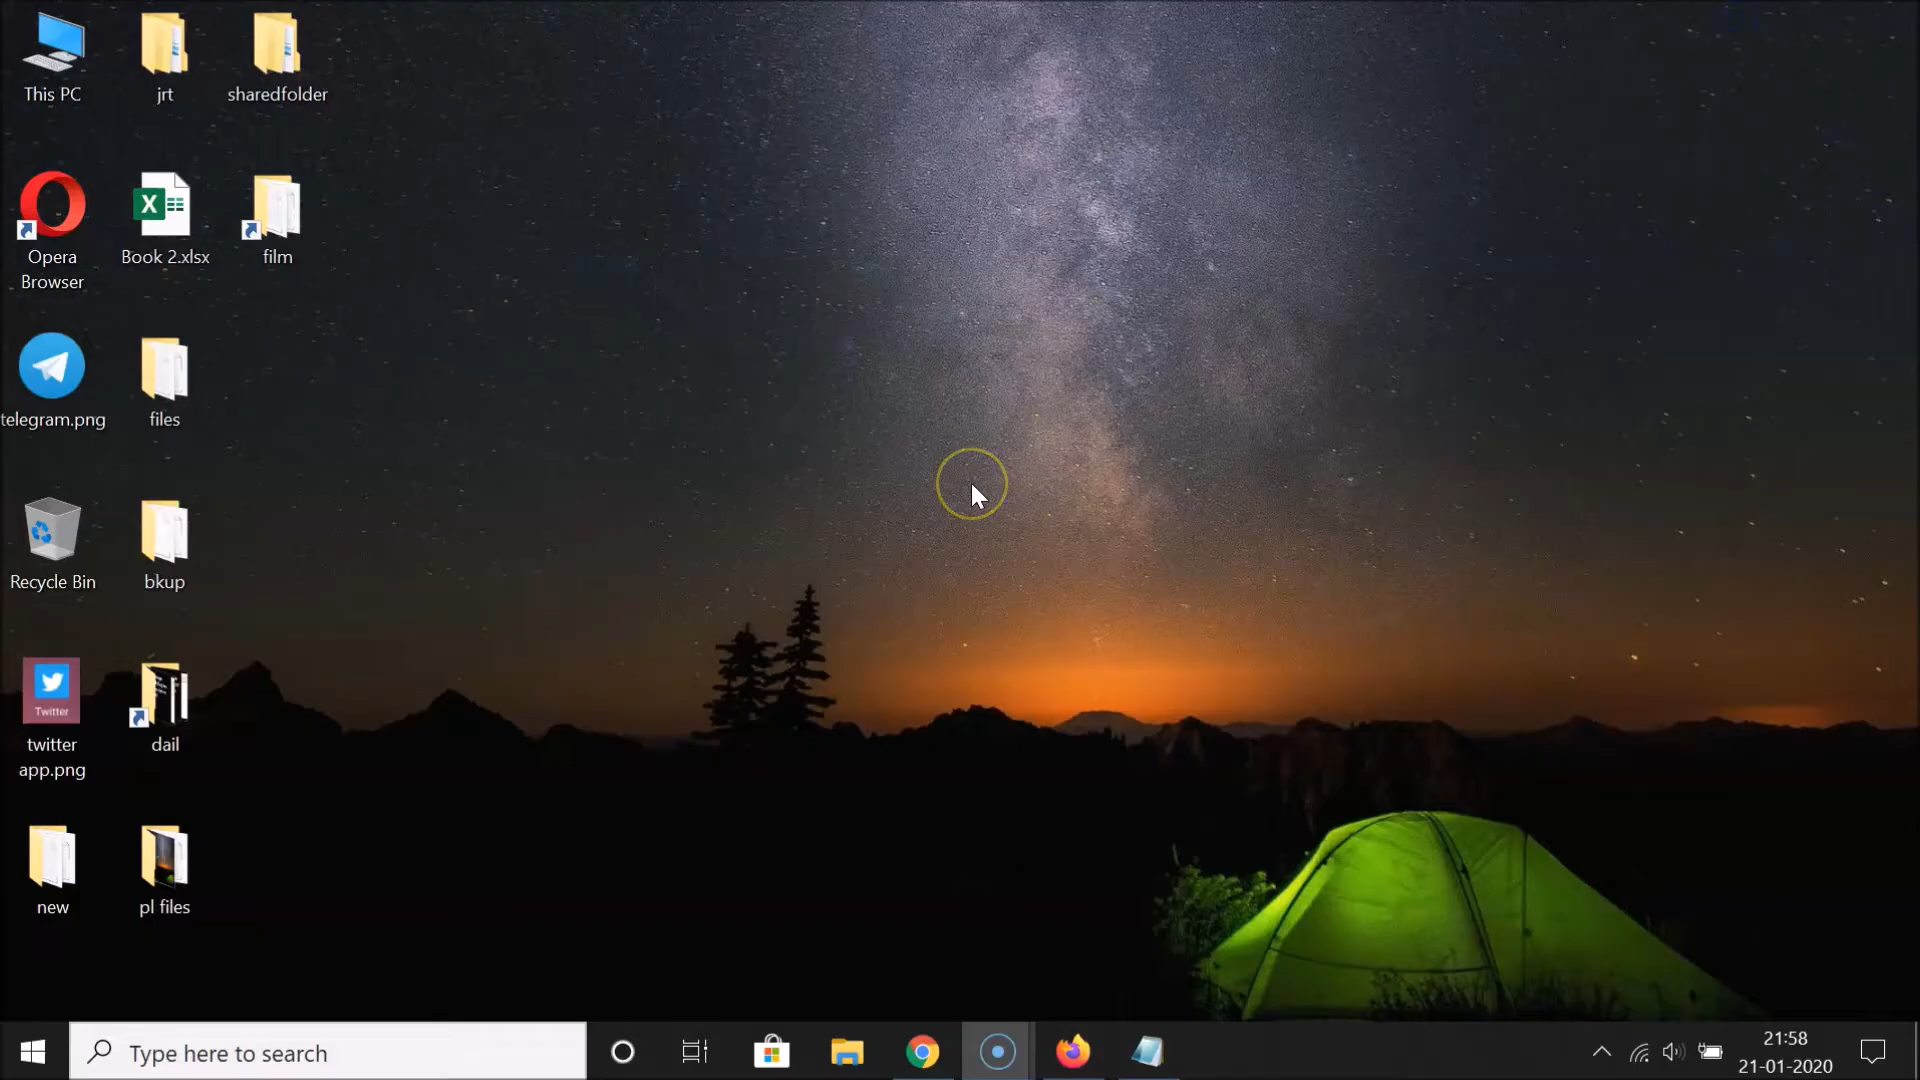 This PC
jrt
sharedfolder
Opera
Browser
Book 2.xlsx
film
telegram.png
files
Recycle Bin
bkup
Twitter
twitter
app.png
dail
new
pl files
Type here to search
21:58
21-01-2020